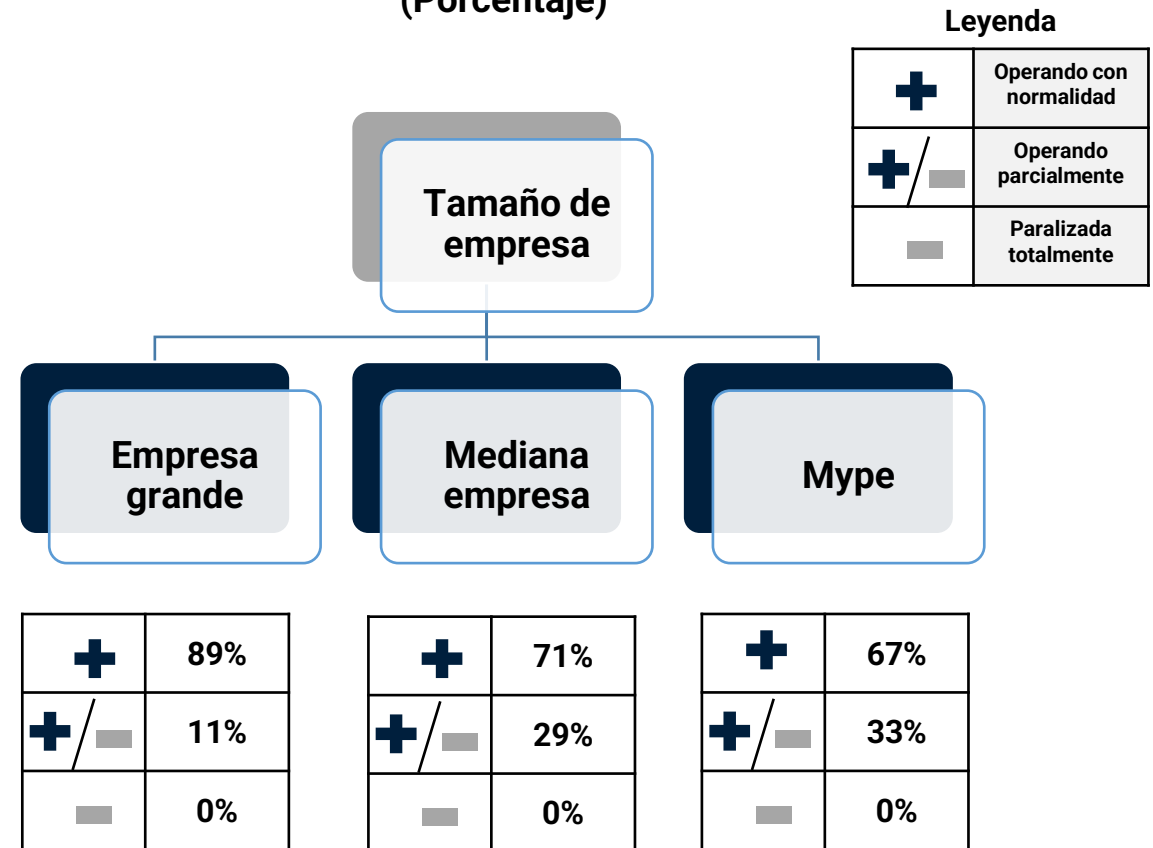 (Porcentaje)
Leyenda
Operando con
normalidad
Operando
parcialmente
Paralizada
totalmente
Tamaño de
empresa
Empresa
grande
Mediana
empresa
Mype
89%
11%
0%
71%
29%
0%
67%
33%
0%